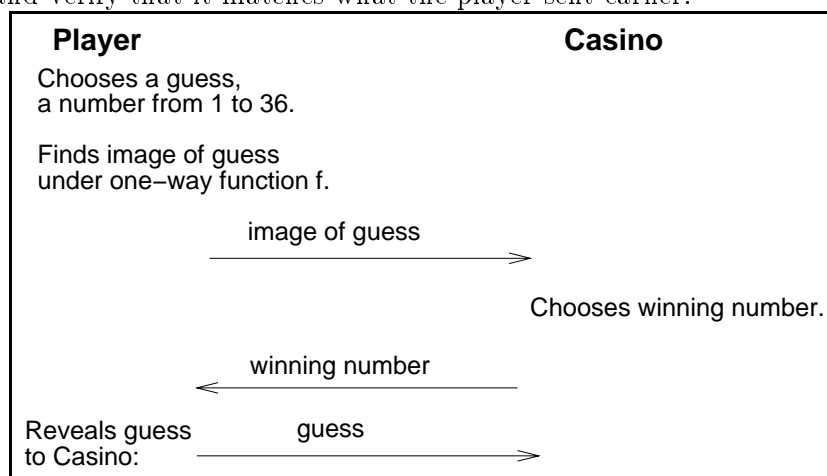 and verify that it matches what the player sent earlier.
Player
Casino
Chooses a guess,
a number from 1 to 36.
Finds image of guess
under one−way function f.
image of guess
Chooses winning number.
winning number
Reveals guess
to Casino:
guess